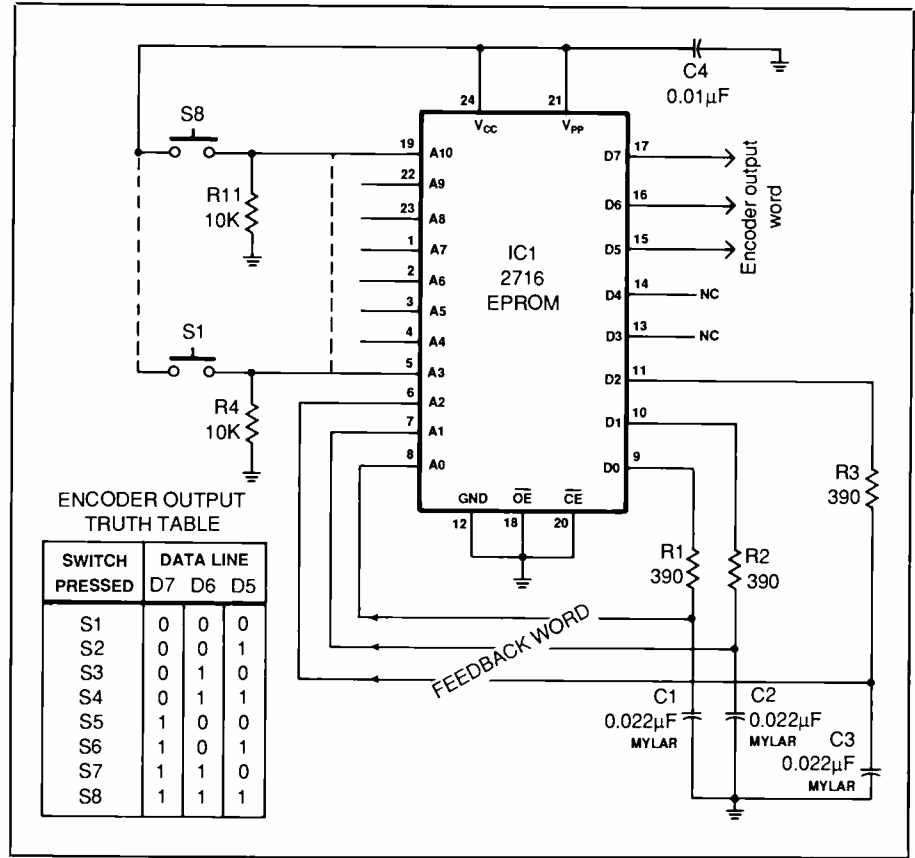 C4
0.01µF
24
21
S8
VCC
VPP
19
A10
D7
17
22
A9
R11
10K
D6
16
23
A8
Encoder output
word
1
A7
D5
15
IC1
2716
EPROM
2
A6
D4
14
NC
3
A5
S1
4
A4
D3
13
NC
5
A3
D2
11
6
A2
R4
10K
7
A1
D1
10
8
A0
D0
9
R3
390
GND
OE
CE
12
18
20
R1
390
R2
390
FEEDBACK WORD
C1
0.022µF
MYLAR
C2
0.022µF
MYLAR
C3
0.022µF
MYLAR
ENCODER OUTPUT
TRUTH TABLE
SWITCH PRESSED DATA LINE
D7 D6 D5
S1 0 0 0
S2 0 0 1
S3 0 1 0
S4 0 1 1
S5 1 0 0
S6 1 0 1
S7 1 1 0
S8 1 1 1